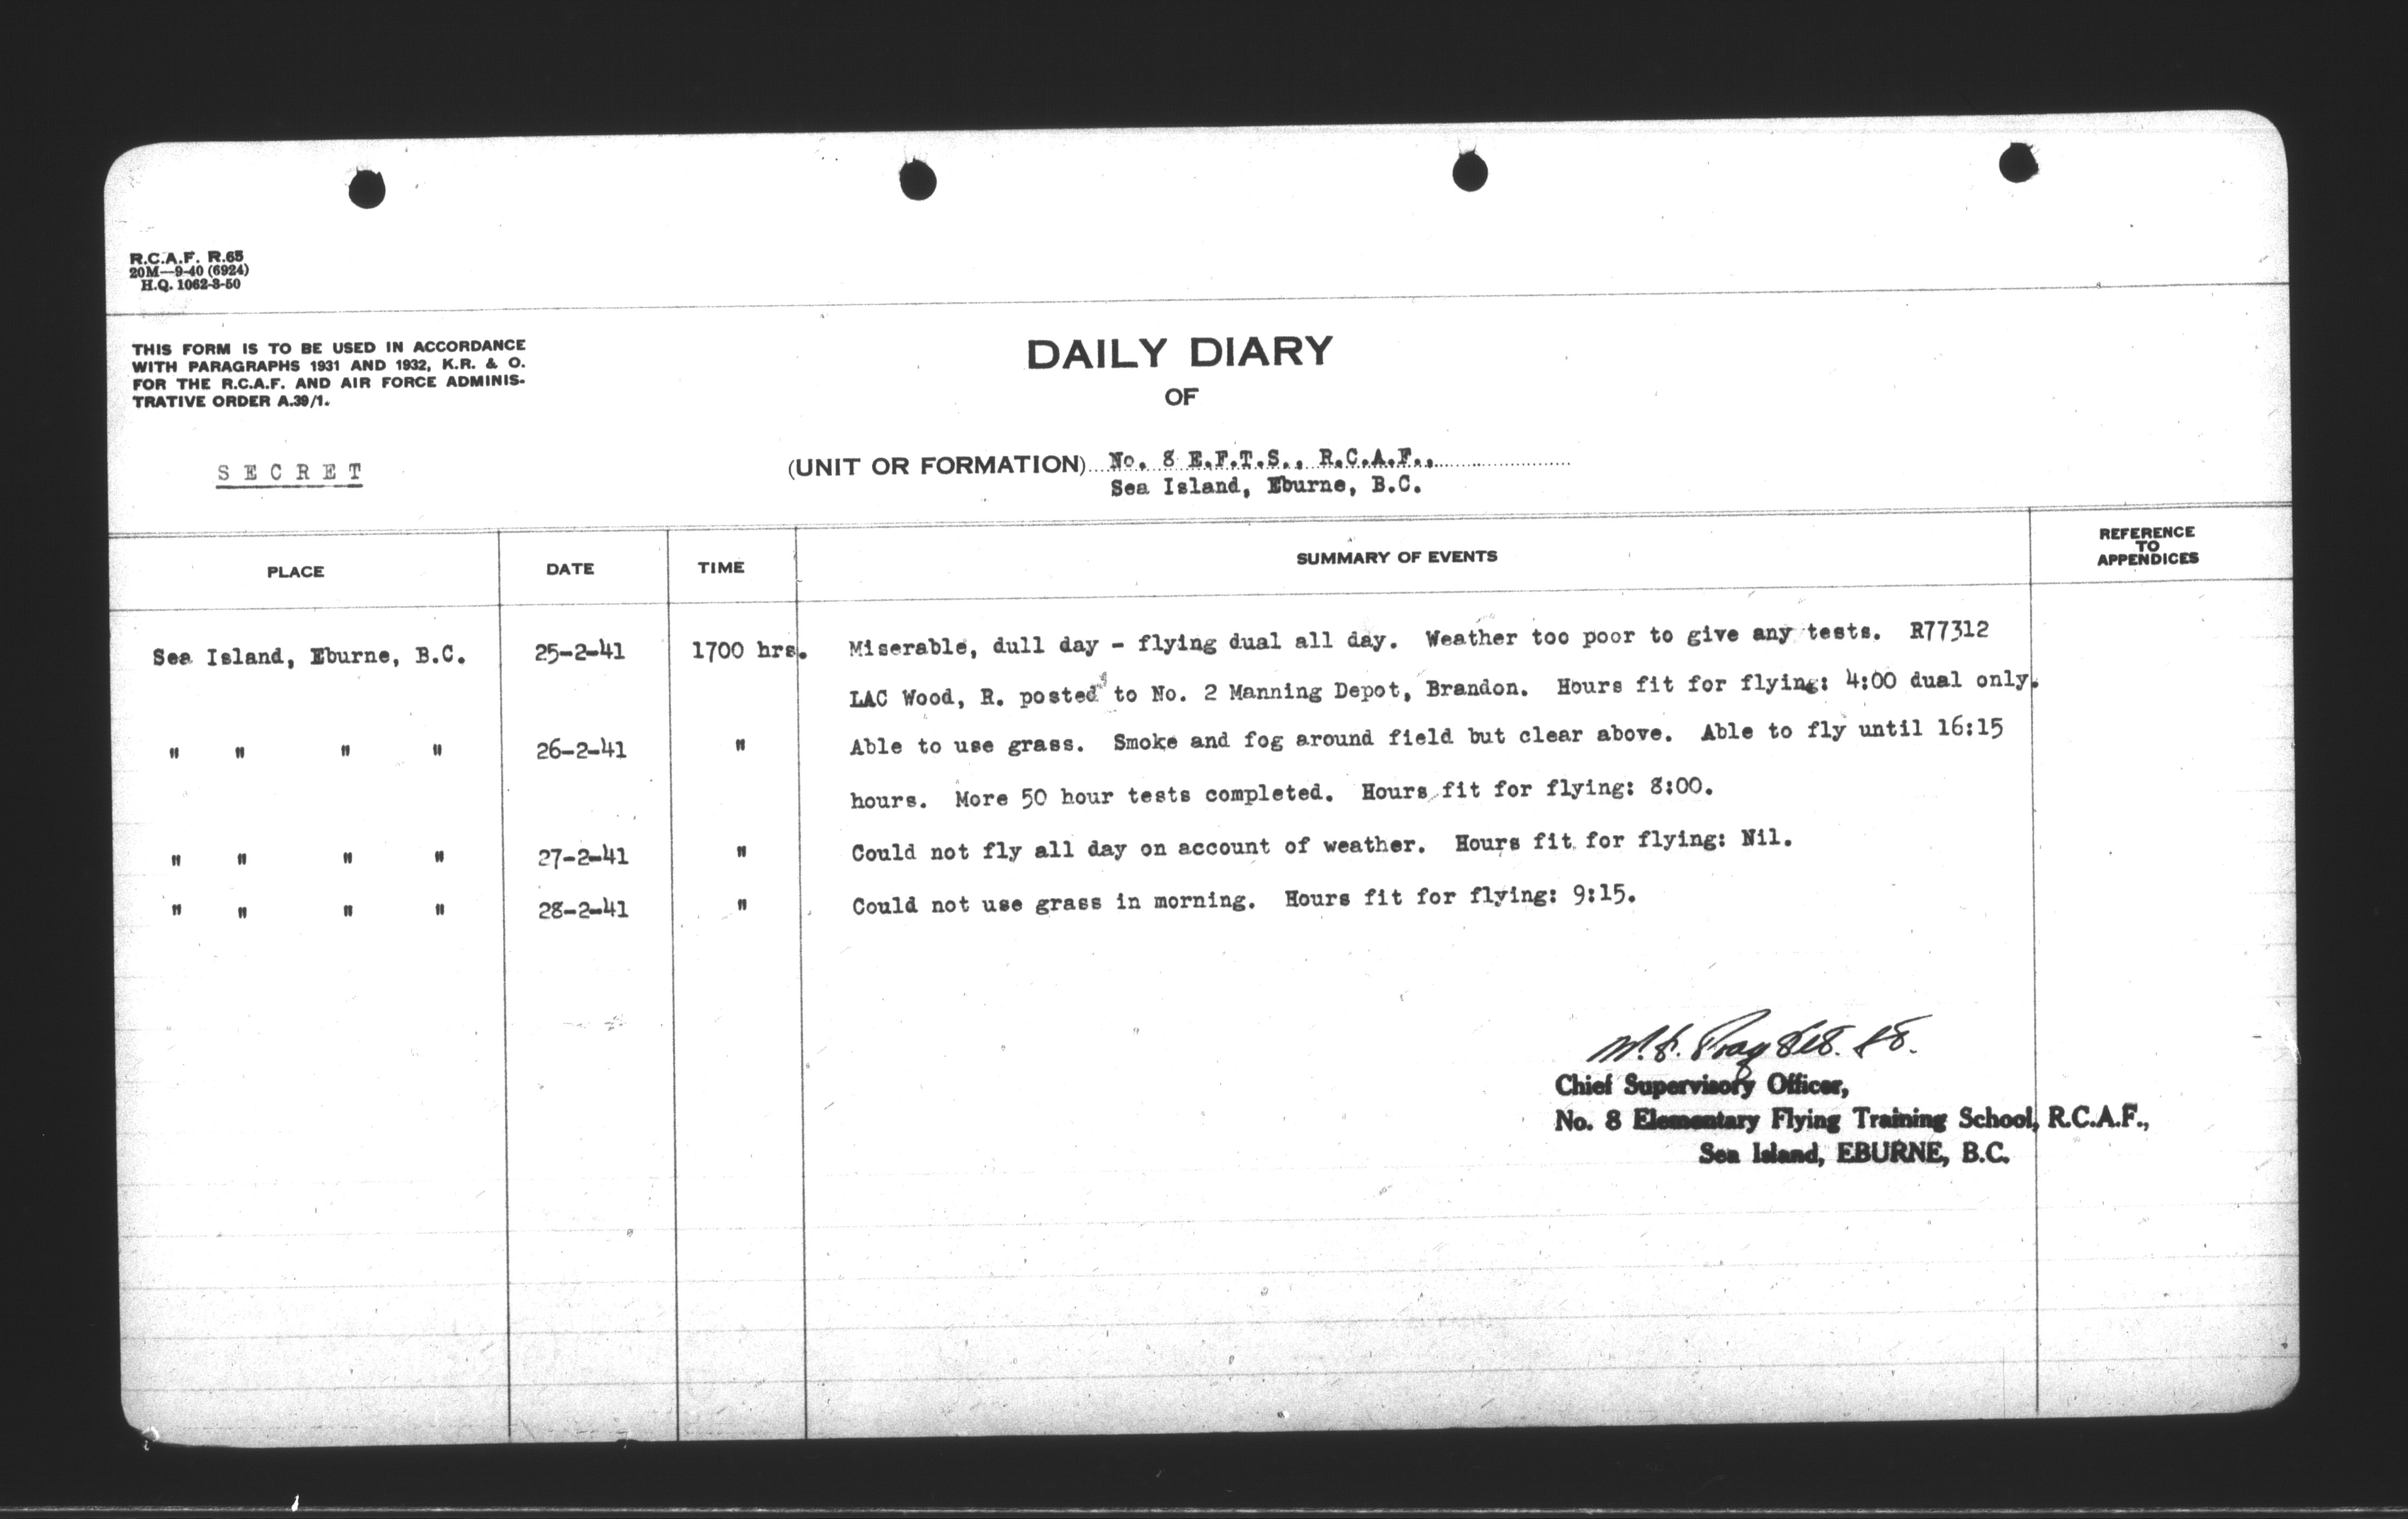 R.C.A.F. R.65
20M—9-40 (6924)
H.Q. 1062-3-50
THIS FORM IS TO BE USED IN ACCORDANCE
WITH PARAGRAPHS 1931 AND 1932, K.R. & O.
FOR THE R.C.A.F. AND AIR FORCE ADMINIS-
TRATIVE ORDER A.39/1.
DAILY DIARY
OF
SECRET
(UNIT OR FORMATION) No. 8 E.F.T.S., R.C.A.F.,
Sea Island, Eburne, B.C.
PLACE DATE TIME SUMMARY OF EVENTS REFERENCE TO APPENDICES
Sea Island, Eburne, B.C. 25-2-41 1700 hrs. Miserable, dull day - flying dual all day. Weather too poor to give any tests. R77312
LAC Wood, R. posted to No. 2 Manning Depot, Brandon. Hours fit for flying: 4:00 dual only.
" " " " 26-2-41 " Able to use grass. Smoke and fog around field but clear above. Able to fly until 16:15
hours. More 50 hour tests completed. Hours fit for flying: 8:00.
" " " " 27-2-41 " Could not fly all day on account of weather. Hours fit for flying: Nil.
" " " " 28-2-41 " Could not use grass in morning. Hours fit for flying: 9:15.
Chief Supervisory Officer,
No. 8 Elementary Flying Training School, R.C.A.F.,
Sea Island, EBURNE, B.C.